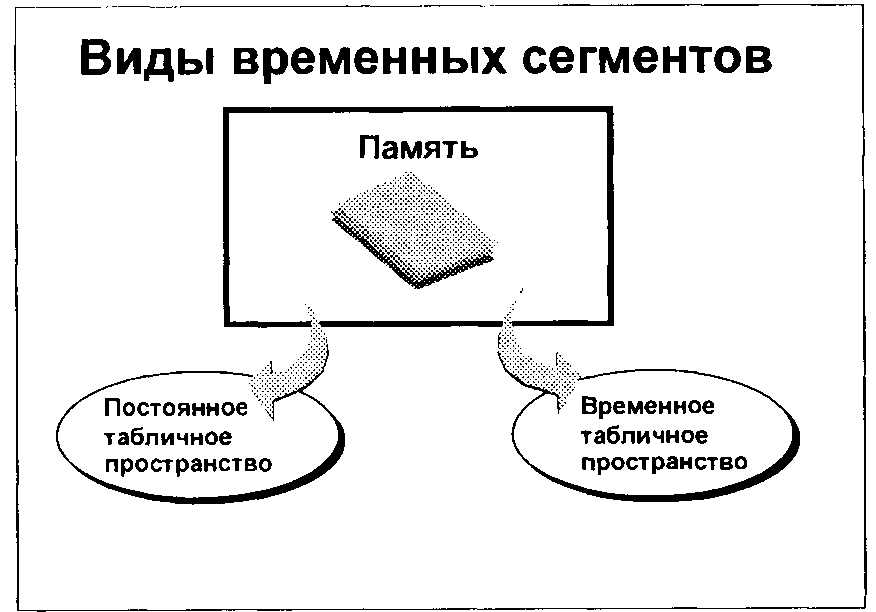 Виды временных сегментов
Память
Постоянное
табличное
пространство
Временное
табличное
пространство